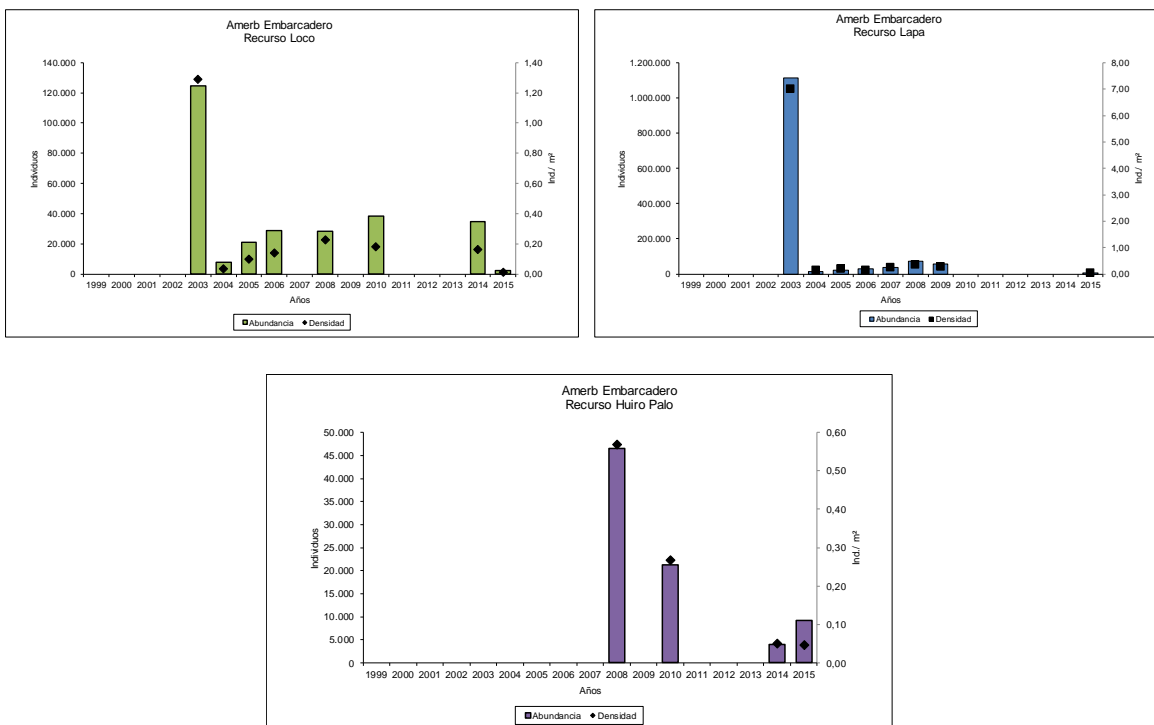 Amerb Embarcadero
Recurso Loco
140.000
120.000
100.000
80.000
60.000
40.000
20.000
0
Individuos
1,40
1,20
1,00
0,80
0,60
0,40
0,20
0,00
Ind./ m²
1999 2000 2001 2002 2003 2004 2005 2006 2007 2008 2009 2010 2011 2012 2013 2014 2015
Años
Abundancia Densidad
Amerb Embarcadero
Recurso Lapa
1.200.000
1.000.000
800.000
600.000
400.000
200.000
0
Individuos
8,00
7,00
6,00
5,00
4,00
3,00
2,00
1,00
0,00
Ind./ m²
1999 2000 2001 2002 2003 2004 2005 2006 2007 2008 2009 2010 2011 2012 2013 2014 2015
Años
Abundancia Densidad
Amerb Embarcadero
Recurso Huiro Palo
50.000
45.000
40.000
35.000
30.000
25.000
20.000
15.000
10.000
5.000
0
Individuos
0,60
0,50
0,40
0,30
0,20
0,10
0,00
Ind./ m²
1999 2000 2001 2002 2003 2004 2005 2006 2007 2008 2009 2010 2011 2012 2013 2014 2015
Años
Abundancia Densidad